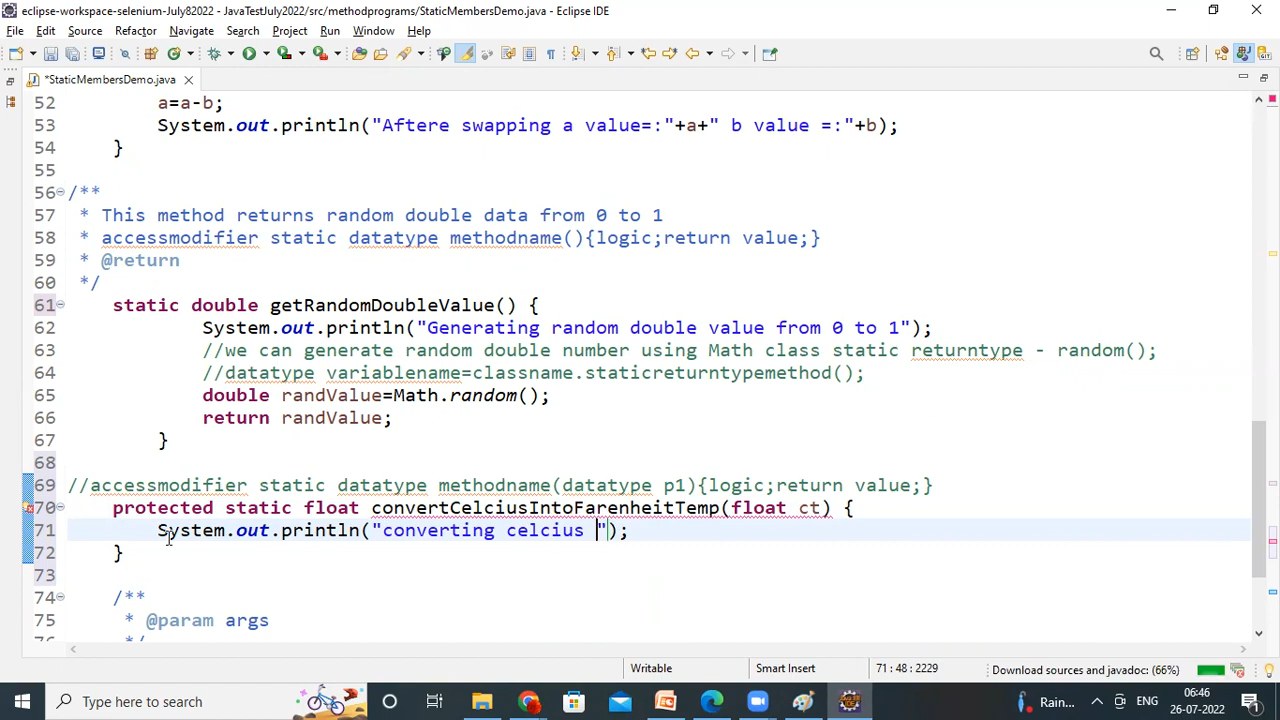 eclipse-workspace-selenium-July82022 - JavaTestJuly2022/src/methodprograms/StaticMembersDemo.java - Eclipse IDE
File Edit Source Refactor Navigate Search Project Run Window Help
*StaticMembersDemo.java
52 a=a-b;
53 System.out.println("Aftere swapping a value=:"+a+" b value =:"+b);
54 }
55
56 /**
57 * This method returns random double data from 0 to 1
58 * accessmodifier static datatype methodname(){logic;return value;}
59 * @return
60 */
61 static double getRandomDoubleValue() {
62 System.out.println("Generating random double value from 0 to 1");
63 //we can generate random double number using Math class static returntype - random();
64 //datatype variablename=classname.staticreturntypemethod();
65 double randValue=Math.random();
66 return randValue;
67 }
68
69 //accessmodifier static datatype methodname(datatype p1){logic;return value;}
70 protected static float convertCelciusIntoFarenheitTemp(float ct) {
71 System.out.println("converting celcius ");
72 }
73
74 /**
75 * @param args
Writable Smart Insert 71 : 48 : 2229 Download sources and javadoc: (66%)
Type here to search Rain... ENG 06:46
26-07-2022